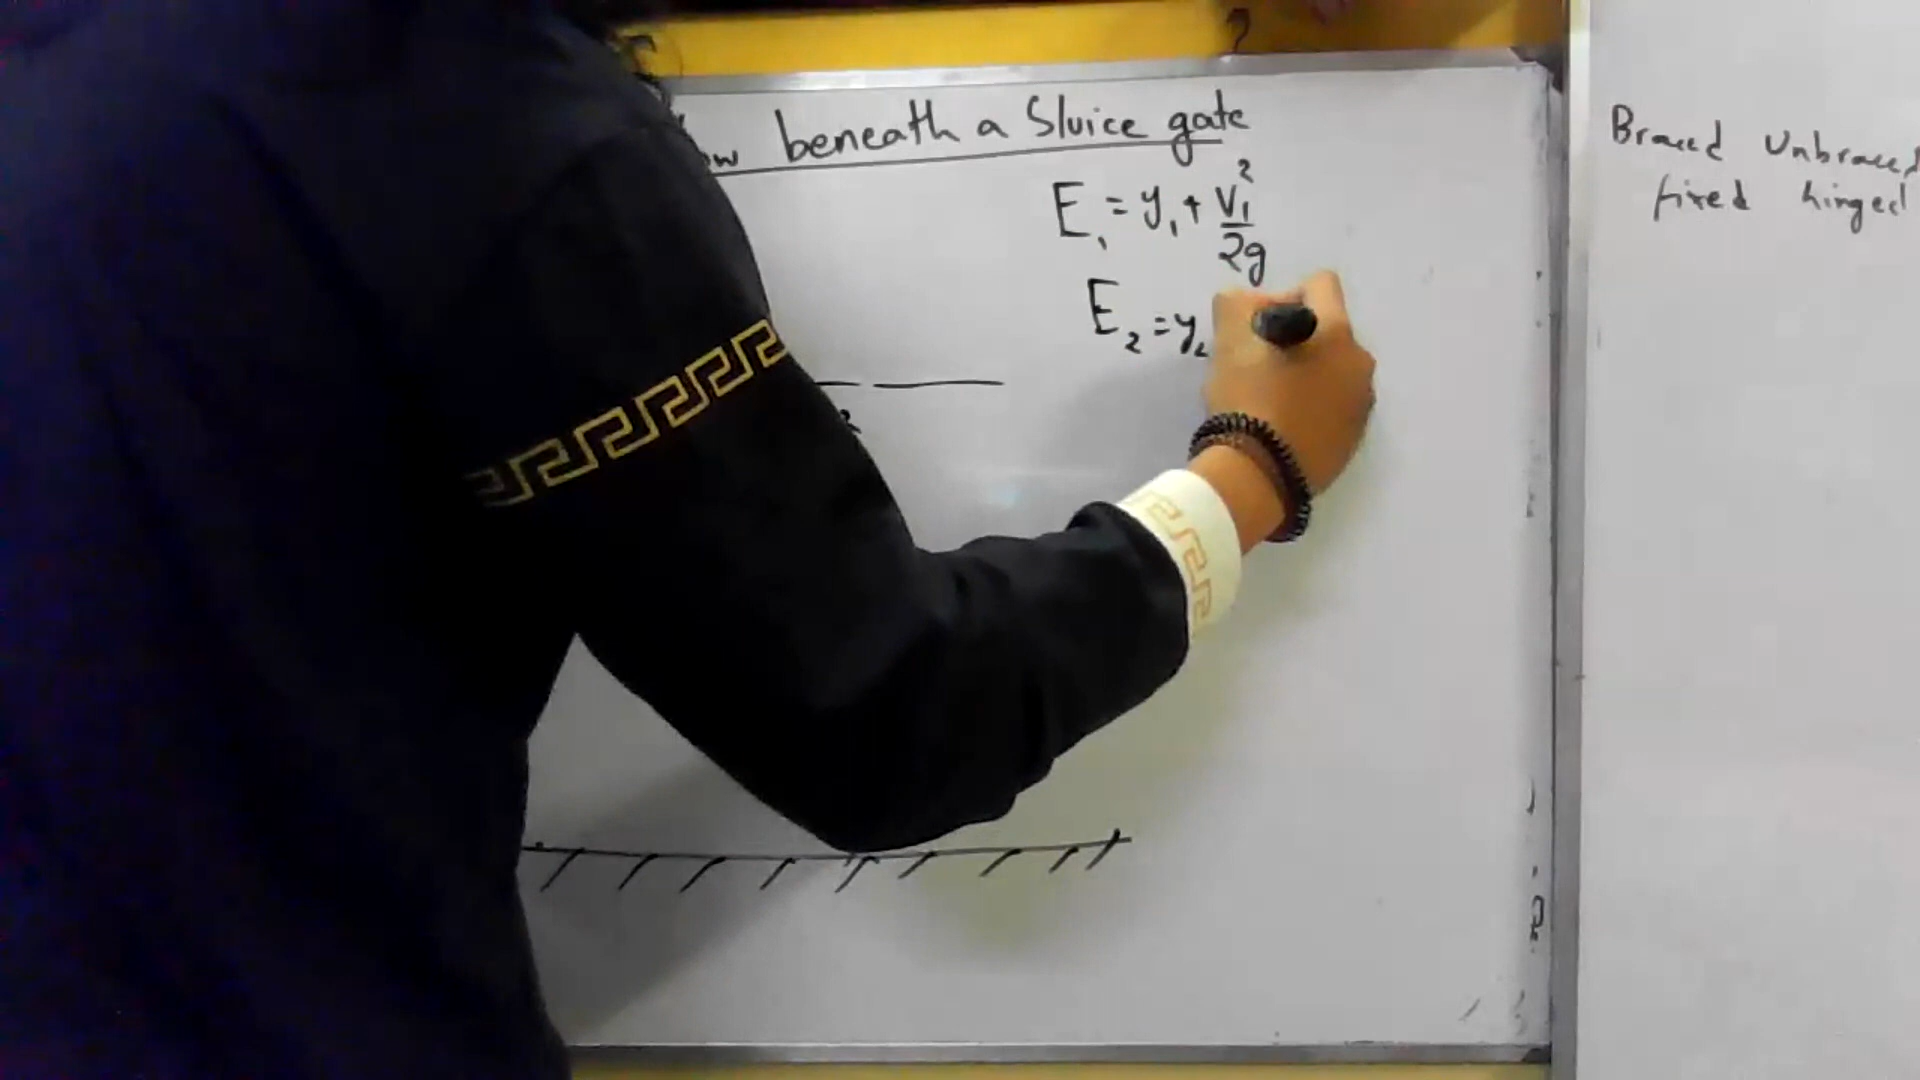 beneath a Sluice gate
E₁ = y₁ + V₁²/2g
E₂ = y₂
Braced Unbraced
fixed hinged